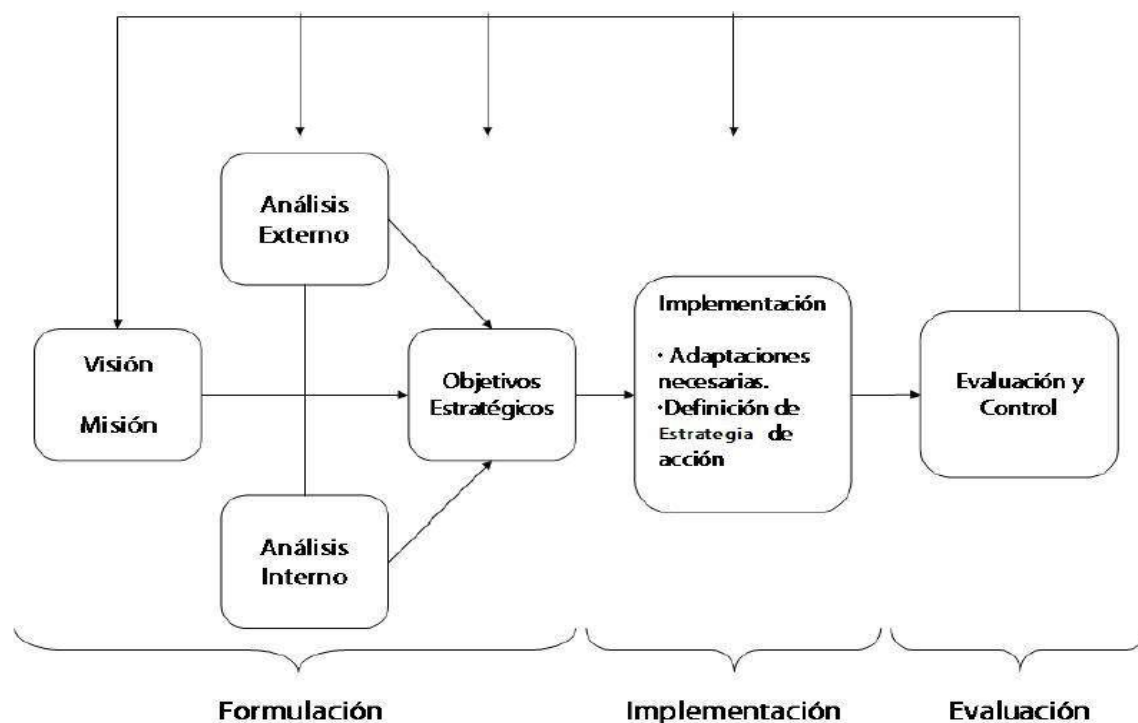 Análisis
Externo
Visión
Misión
Objetivos
Estratégicos
Implementación
• Adaptaciones
necesarias.
•Definición de
Estrategia de
acción
Evaluación y
Control
Análisis
Interno
Formulación
Implementación
Evaluación